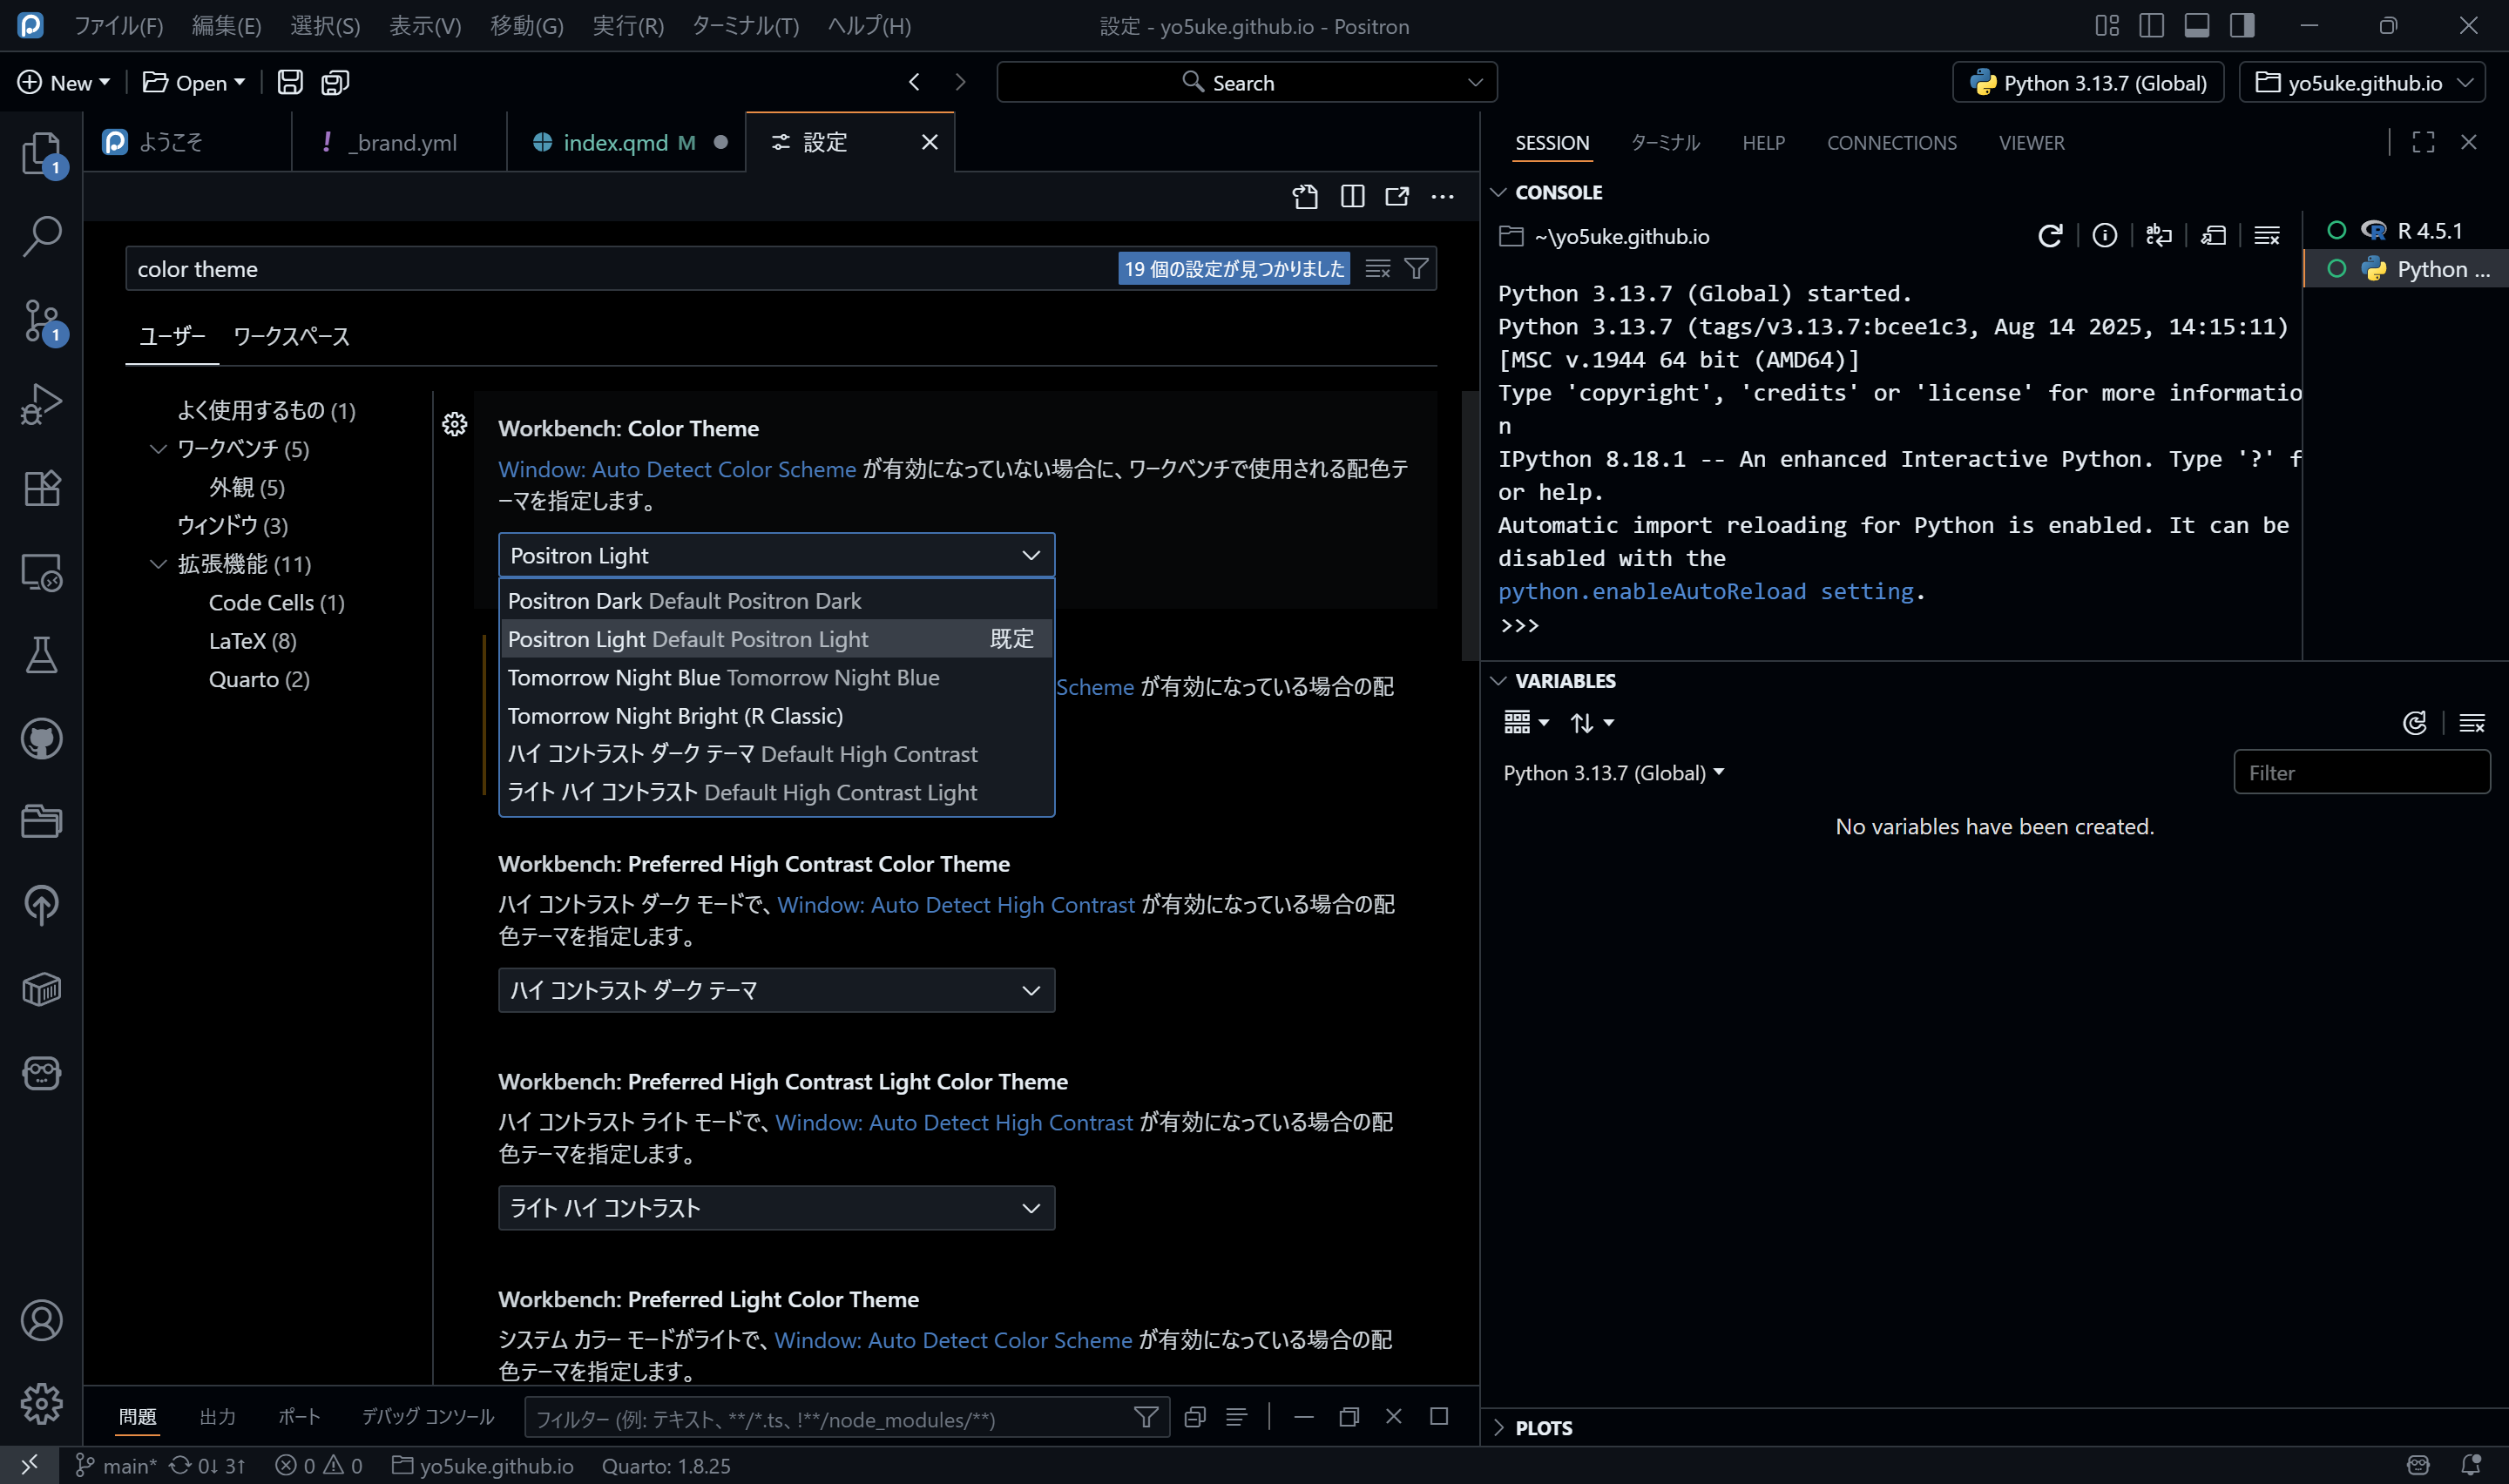 ファイル(F) 編集(E) 選択(S) 表示(V) 移動(G) 実行(R) ターミナル(T) ヘルプ(H) 設定 - yo5uke.github.io - Positron
New Open Search Python 3.13.7 (Global) yo5uke.github.io
ようこそ _brand.yml index.qmd M 設定
1
1
color theme 19 個の設定が見つかりました
ユーザー ワークスペース
よく使用するもの (1)
ワークベンチ (5)
外観 (5)
ウィンドウ (3)
拡張機能 (11)
Code Cells (1)
LaTeX (8)
Quarto (2)
Workbench: Color Theme
Window: Auto Detect Color Scheme が有効になっていない場合に、ワークベンチで使用される配色テ
ーマを指定します。
Positron Light
Positron Dark Default Positron Dark
Positron Light Default Positron Light 既定
Tomorrow Night Blue Tomorrow Night Blue
Tomorrow Night Bright (R Classic)
ハイ コントラスト ダーク テーマ Default High Contrast
ライト ハイ コントラスト Default High Contrast Light
Scheme が有効になっている場合の配
Workbench: Preferred High Contrast Color Theme
ハイ コントラスト ダーク モードで、Window: Auto Detect High Contrast が有効になっている場合の配
色テーマを指定します。
ハイ コントラスト ダーク テーマ
Workbench: Preferred High Contrast Light Color Theme
ハイ コントラスト ライト モードで、Window: Auto Detect High Contrast が有効になっている場合の配
色テーマを指定します。
ライト ハイ コントラスト
Workbench: Preferred Light Color Theme
システム カラー モードがライトで、Window: Auto Detect Color Scheme が有効になっている場合の配
色テーマを指定します。
問題 出力 ポート デバッグ コンソール フィルター (例: テキスト、**/*.ts、!**/node_modules/**)
SESSION ターミナル HELP CONNECTIONS VIEWER
CONSOLE
~\yo5uke.github.io
R 4.5.1
Python ...
Python 3.13.7 (Global) started.
Python 3.13.7 (tags/v3.13.7:bcee1c3, Aug 14 2025, 14:15:11)
[MSC v.1944 64 bit (AMD64)]
Type 'copyright', 'credits' or 'license' for more informatio
n
IPython 8.18.1 -- An enhanced Interactive Python. Type '?' f
or help.
Automatic import reloading for Python is enabled. It can be
disabled with the
python.enableAutoReload setting.
>>>
VARIABLES
Python 3.13.7 (Global) Filter
No variables have been created.
PLOTS
main* 0↓ 3↑ 0 0 yo5uke.github.io Quarto: 1.8.25